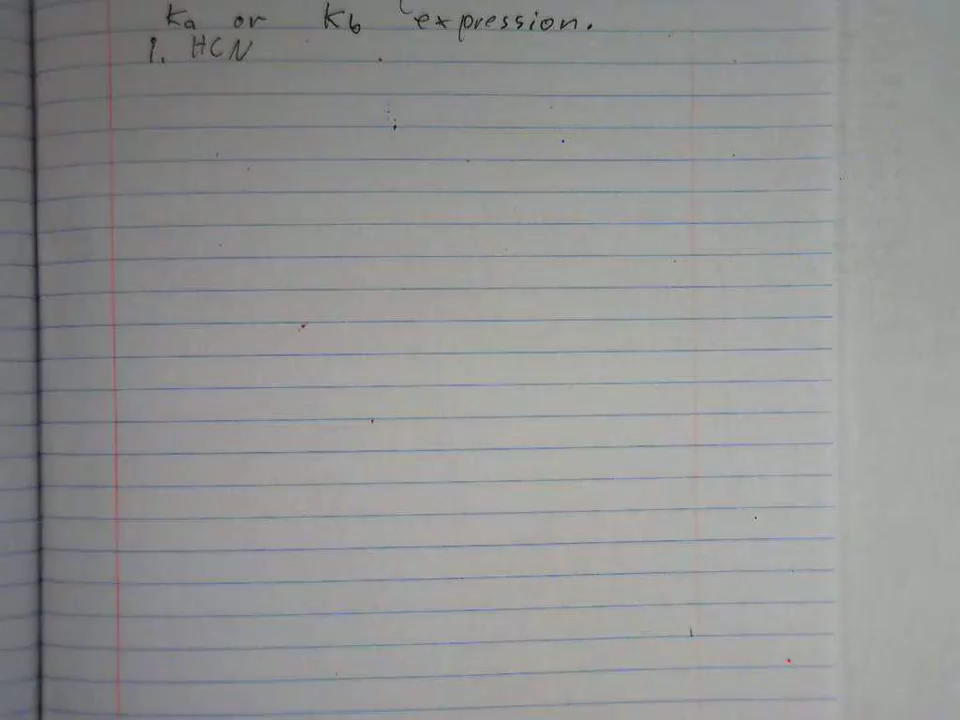 Ka or Kb expression.
1. HCN